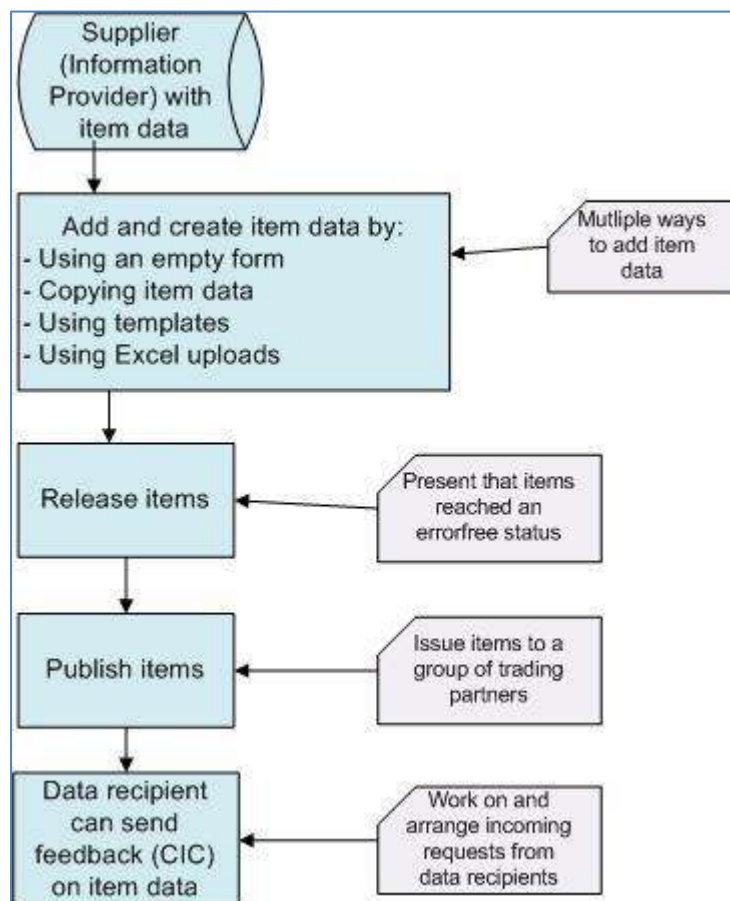 Supplier
(Information
Provider) with
item data
Add and create item data by:
- Using an empty form
- Copying item data
- Using templates
- Using Excel uploads
Mutliple ways
to add item
data
Release items
Present that items
reached an
errorfree status
Publish items
Issue items to a
group of trading
partners
Data recipient
can send
feedback (CIC)
on item data
Work on and
arrange incoming
requests from
data recipients